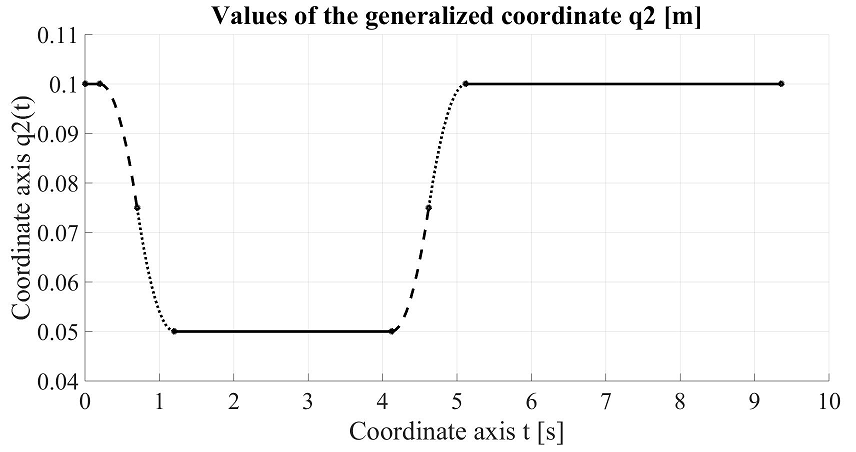 Values of the generalized coordinate q2 [m]
0.11
0.1
0.09
0.08
0.07
0.06
0.05
0.04
Coordinate axis q2(t)
0 1 2 3 4 5 6 7 8 9 10
Coordinate axis t [s]